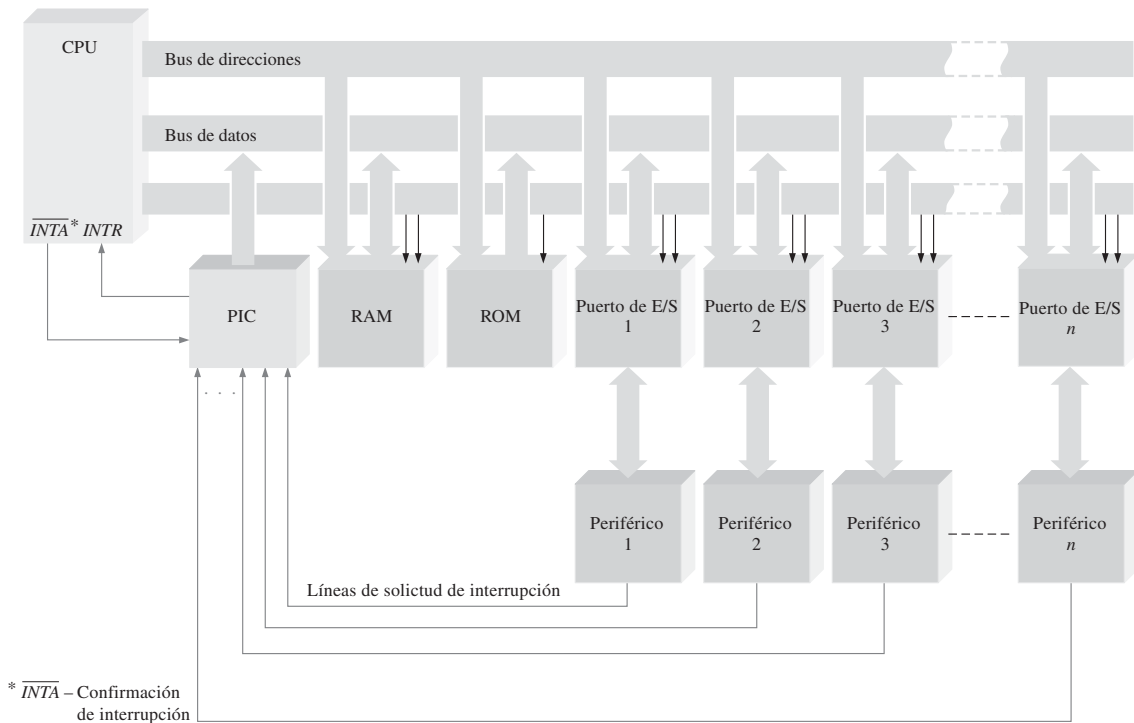 CPU
Bus de direcciones
Bus de datos
INTA* INTR
PIC
RAM
ROM
Puerto de E/S
1
Puerto de E/S
2
Puerto de E/S
3
Puerto de E/S
n
Periférico
1
Periférico
2
Periférico
3
Periférico
n
Líneas de solictud de interrupción
* INTA – Confirmación
de interrupción